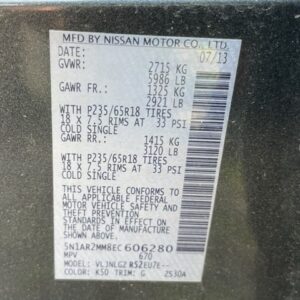 MFD BY NISSAN MOTOR CO., LTD.
DATE: 07/13
GVWR: 2715 KG
5986 LB
GAWR FR.: 1325 KG
2921 LB
WITH P235/65R18 TIRES
18 x 7.5 RIMS AT 33 PSI
COLD SINGLE
GAWR RR.: 1415 KG
3120 LB
WITH P235/65R18 TIRES
18 x 7.5 RIMS AT 33 PSI
COLD SINGLE
THIS VEHICLE CONFORMS TO ALL APPLICABLE FEDERAL MOTOR VEHICLE SAFETY STANDARDS IN EFFECT ON THE DATE OF MANUFACTURE SHOWN ABOVE.
5N1AR2MM8EC606280
MPV 670
MODEL: VLJNLGZ R52EU7E--
COLOR: K50 TRIM: G ZS30A